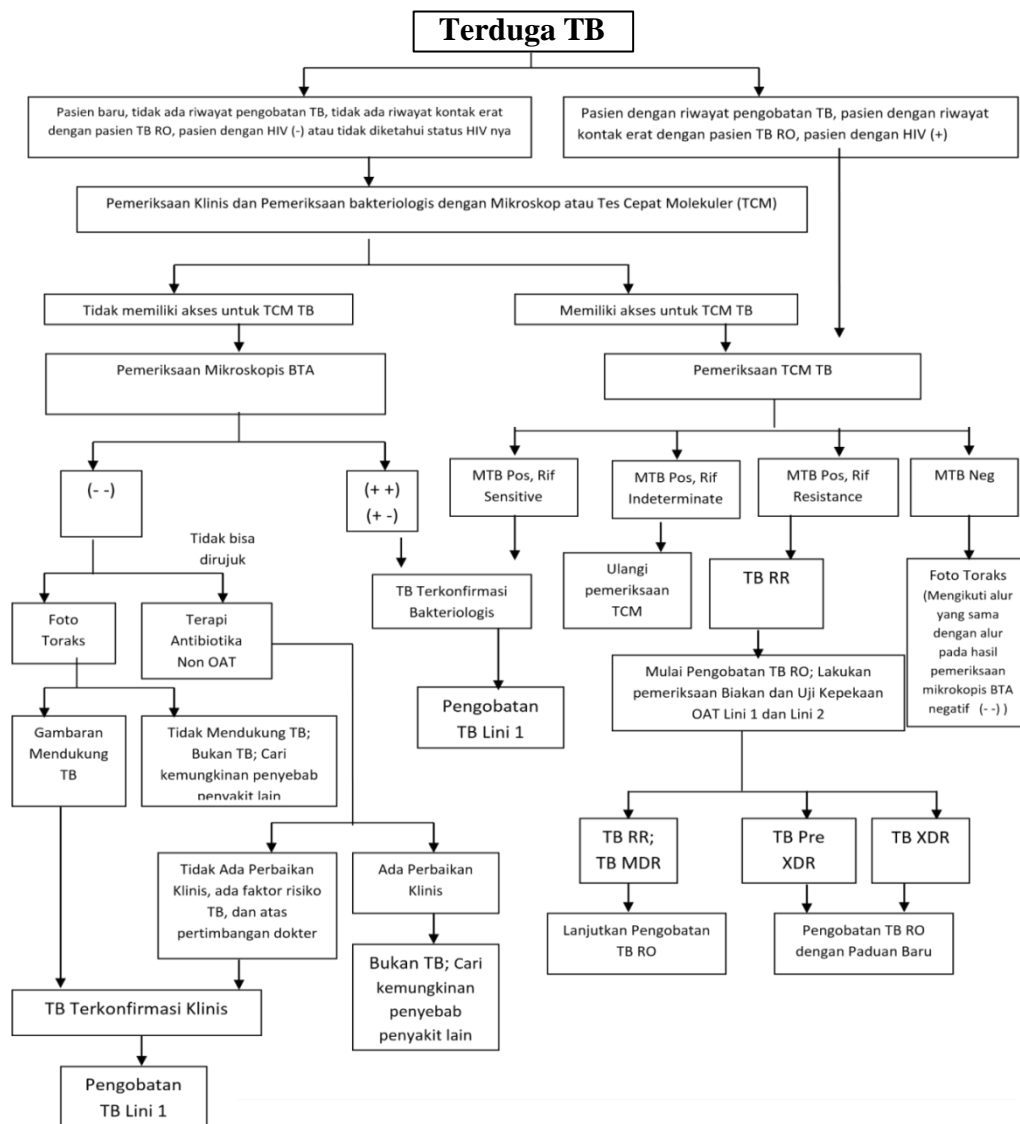 Terduga TB
Pasien baru, tidak ada riwayat pengobatan TB, tidak ada riwayat kontak erat
dengan pasien TB RO, pasien dengan HIV (-) atau tidak diketahui status HIV nya
Pasien dengan riwayat pengobatan TB, pasien dengan riwayat
kontak erat dengan pasien TB RO, pasien dengan HIV (+)
Pemeriksaan Klinis dan Pemeriksaan bakteriologis dengan Mikroskop atau Tes Cepat Molekuler (TCM)
Tidak memiliki akses untuk TCM TB
Memiliki akses untuk TCM TB
Pemeriksaan Mikroskopis BTA
Pemeriksaan TCM TB
(- -)
(+ +)
(+ -)
MTB Pos, Rif
Sensitive
MTB Pos, Rif
Indeterminate
MTB Pos, Rif
Resistance
MTB Neg
Tidak bisa
dirujuk
Foto
Toraks
Terapi
Antibiotika
Non OAT
TB Terkonfirmasi
Bakteriologis
Ulangi
pemeriksaan
TCM
TB RR
Foto Toraks
(Mengikuti alur
yang sama
dengan alur
pada hasil
pemeriksaan
mikrokopis BTA
negatif (- -) )
Pengobatan
TB Lini 1
Mulai Pengobatan TB RO; Lakukan
pemeriksaan Biakan dan Uji Kepekaan
OAT Lini 1 dan Lini 2
Gambaran
Mendukung
TB
Tidak Mendukung TB;
Bukan TB; Cari
kemungkinan penyebab
penyakit lain
Tidak Ada Perbaikan
Klinis, ada faktor risiko
TB, dan atas
pertimbangan dokter
Ada Perbaikan
Klinis
TB RR;
TB MDR
TB Pre
XDR
TB XDR
Lanjutkan Pengobatan
TB RO
Pengobatan TB RO
dengan Paduan Baru
Bukan TB; Cari
kemungkinan
penyebab
penyakit lain
TB Terkonfirmasi Klinis
Pengobatan
TB Lini 1